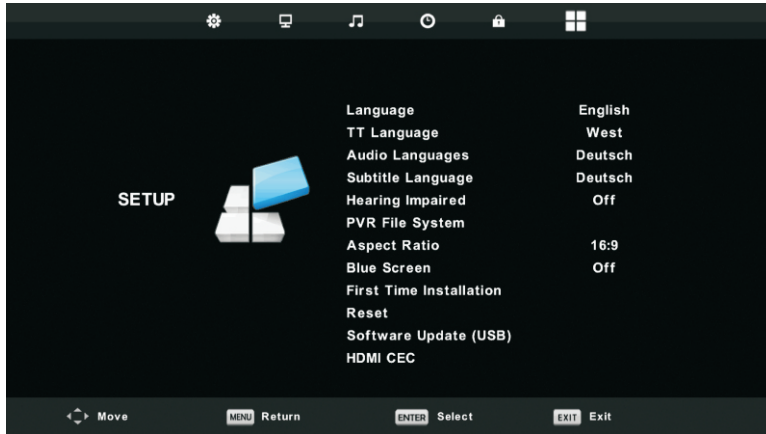 Language English
TT Language West
Audio Languages Deutsch
Subtitle Language Deutsch
SETUP Hearing Impaired Off
PVR File System
Aspect Ratio 16:9
Blue Screen Off
First Time Installation
Reset
Software Update (USB)
HDMI CEC
Move MENU Return ENTER Select EXIT Exit